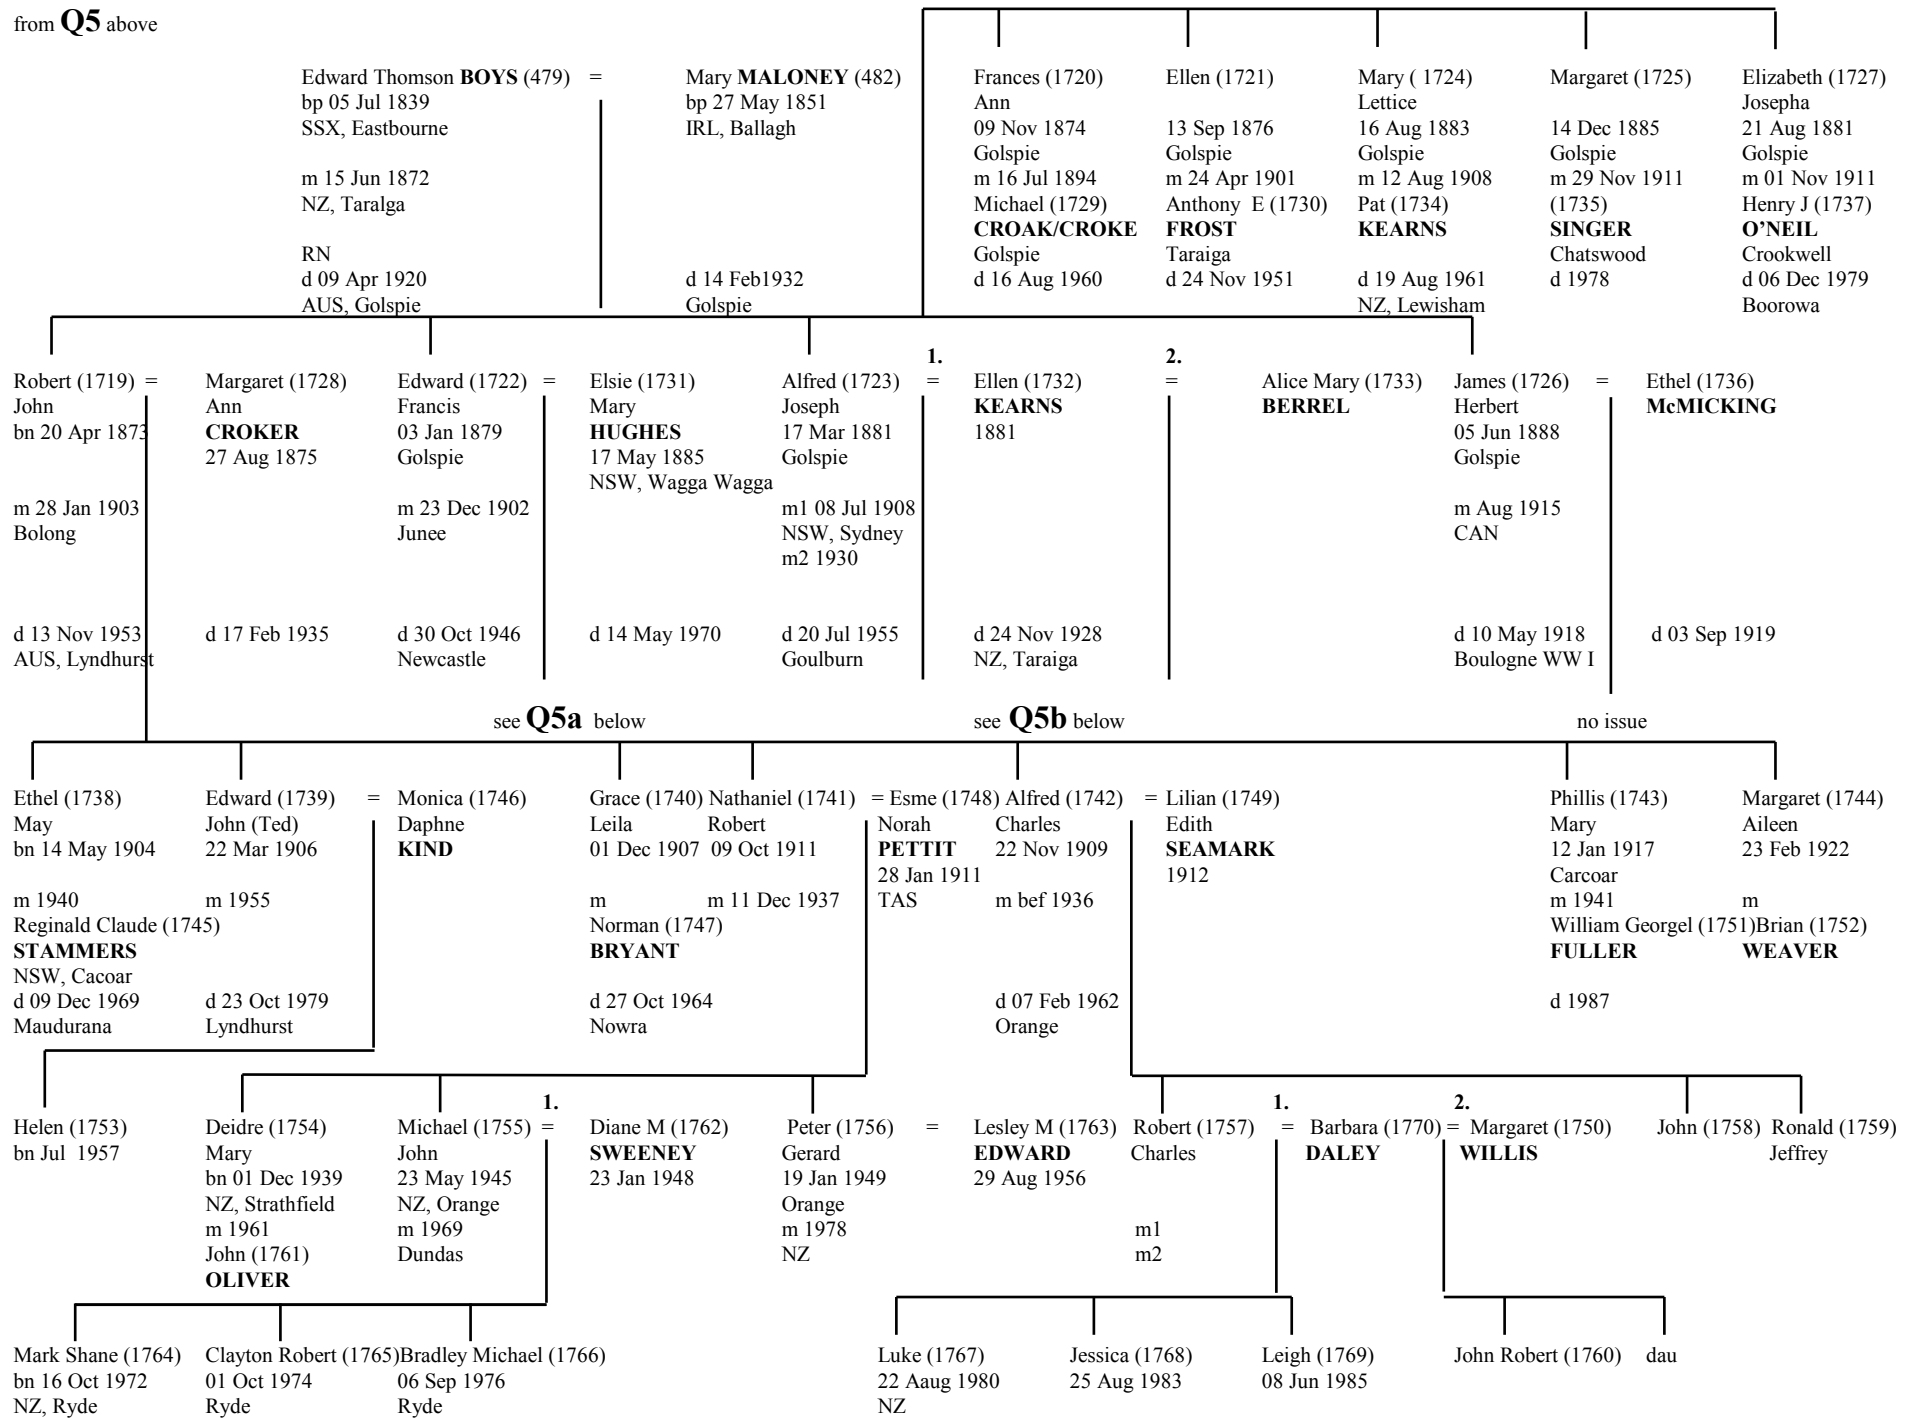 from Q5 above
Edward Thomson BOYS (479) =
bp 05 Jul 1839
SSX, Eastbourne
m 15 Jun 1872
NZ, Taralga
RN
d 09 Apr 1920
AUS, Golspie
Mary MALONEY (482)
bp 27 May 1851
IRL, Ballagh
d 14 Feb1932
Golspie
Frances (1720)
Ann
09 Nov 1874
Golspie
m 16 Jul 1894
Michael (1729)
CROAK/CROKE
Golspie
d 16 Aug 1960
Ellen (1721)
13 Sep 1876
Golspie
m 24 Apr 1901
Anthony E (1730)
FROST
Taraiga
d 24 Nov 1951
Mary ( 1724)
Lettice
16 Aug 1883
Golspie
m 12 Aug 1908
Pat (1734)
KEARNS
d 19 Aug 1961
NZ, Lewisham
Margaret (1725)
14 Dec 1885
Golspie
m 29 Nov 1911
(1735)
SINGER
Chatswood
d 1978
Elizabeth (1727)
Josepha
21 Aug 1881
Golspie
m 01 Nov 1911
Henry J (1737)
O’NEIL
Crookwell
d 06 Dec 1979
Boorowa
Robert (1719) =
John
bn 20 Apr 1873
m 28 Jan 1903
Bolong
d 13 Nov 1953
AUS, Lyndhurst
Margaret (1728)
Ann
CROKER
27 Aug 1875
d 17 Feb 1935
Edward (1722) =
Francis
03 Jan 1879
Golspie
m 23 Dec 1902
Junee
d 30 Oct 1946
Newcastle
Elsie (1731)
Mary
HUGHES
17 May 1885
NSW, Wagga Wagga
d 14 May 1970
Alfred (1723)
Joseph
17 Mar 1881
Golspie
m1 08 Jul 1908
NSW, Sydney
m2 1930
d 20 Jul 1955
Goulburn
1.
=
Ellen (1732)
KEARNS
1881
d 24 Nov 1928
NZ, Taraiga
2.
=
Alice Mary (1733)
BERREL
James (1726) =
Herbert
05 Jun 1888
Golspie
m Aug 1915
CAN
d 10 May 1918
Boulogne WW I
Ethel (1736)
McMICKING
d 03 Sep 1919
see Q5a below
see Q5b below
no issue
Ethel (1738)
May
bn 14 May 1904
m 1940
Reginald Claude (1745)
STAMMERS
NSW, Cacoar
d 09 Dec 1969
Maudurana
Edward (1739) =
John (Ted)
22 Mar 1906
m 1955
d 23 Oct 1979
Lyndhurst
Monica (1746)
Daphne
KIND
Grace (1740)
Leila
01 Dec 1907
m
Norman (1747)
BRYANT
d 27 Oct 1964
Nowra
Nathaniel (1741) =
Robert
09 Oct 1911
m 11 Dec 1937
Esme (1748)
Norah
PETTIT
28 Jan 1911
TAS
Alfred (1742) =
Charles
22 Nov 1909
m bef 1936
d 07 Feb 1962
Orange
Lilian (1749)
Edith
SEAMARK
1912
Phillis (1743)
Mary
12 Jan 1917
Carcoar
m 1941
William Georgel (1751)
FULLER
d 1987
Margaret (1744)
Aileen
23 Feb 1922
m
Brian (1752)
WEAVER
Helen (1753)
bn Jul 1957
Deidre (1754)
Mary
bn 01 Dec 1939
NZ, Strathfield
m 1961
John (1761)
OLIVER
1.
Michael (1755) =
John
23 May 1945
NZ, Orange
m 1969
Dundas
Diane M (1762)
SWEENEY
23 Jan 1948
Peter (1756) =
Gerard
19 Jan 1949
Orange
m 1978
NZ
Lesley M (1763)
EDWARD
29 Aug 1956
Robert (1757)
Charles
m1
m2
1.
=
Barbara (1770)
DALEY
2.
=
Margaret (1750)
WILLIS
John (1758)
Ronald (1759)
Jeffrey
Mark Shane (1764)
bn 16 Oct 1972
NZ, Ryde
Clayton Robert (1765)
01 Oct 1974
Ryde
Bradley Michael (1766)
06 Sep 1976
Ryde
Luke (1767)
22 Aaug 1980
NZ
Jessica (1768)
25 Aug 1983
Leigh (1769)
08 Jun 1985
John Robert (1760)
dau